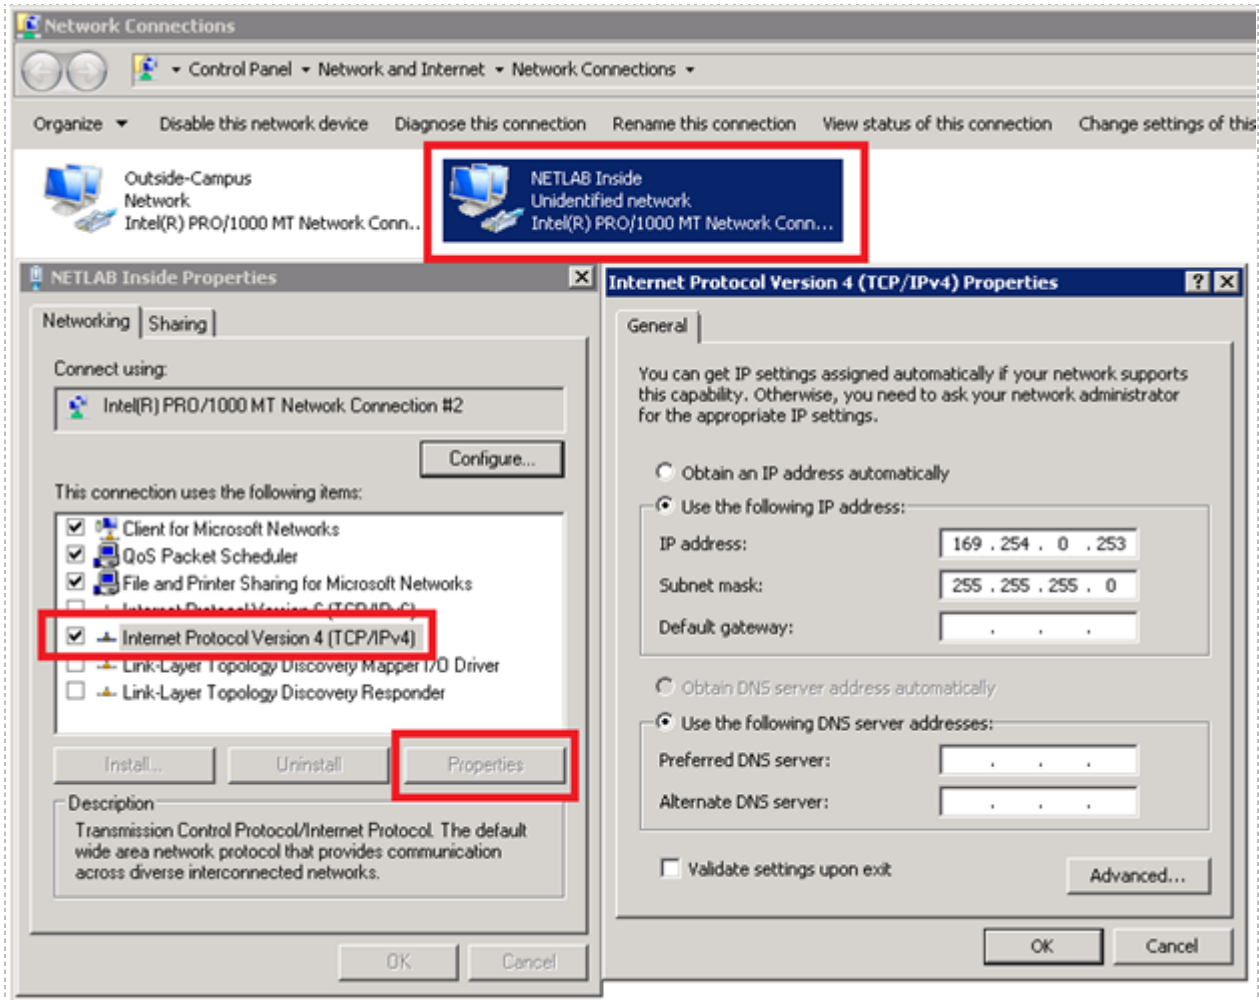 Network Connections
Control Panel Network and Internet Network Connections
Organize Disable this network device Diagnose this connection Rename this connection View status of this connection Change settings of this
Outside-Campus
Network
Intel(R) PRO/1000 MT Network Conn..
NETLAB Inside
Unidentified network
Intel(R) PRO/1000 MT Network Conn...
NETLAB Inside Properties
Networking Sharing
Connect using:
Intel(R) PRO/1000 MT Network Connection #2
Configure...
This connection uses the following items:
Client for Microsoft Networks
QoS Packet Scheduler
File and Printer Sharing for Microsoft Networks
Internet Protocol Version 6 (TCP/IPv6)
Internet Protocol Version 4 (TCP/IPv4)
Link-Layer Topology Discovery Mapper I/O Driver
Link-Layer Topology Discovery Responder
Install... Uninstall Properties
Description
Transmission Control Protocol/Internet Protocol. The default
wide area network protocol that provides communication
across diverse interconnected networks.
OK Cancel
Internet Protocol Version 4 (TCP/IPv4) Properties
General
You can get IP settings assigned automatically if your network supports
this capability. Otherwise, you need to ask your network administrator
for the appropriate IP settings.
Obtain an IP address automatically
Use the following IP address:
IP address: 169 . 254 . 0 . 253
Subnet mask: 255 . 255 . 255 . 0
Default gateway: . . .
Obtain DNS server address automatically
Use the following DNS server addresses:
Preferred DNS server: . . .
Alternate DNS server: . . .
Validate settings upon exit
Advanced...
OK Cancel